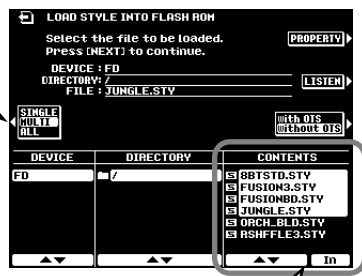 LOAD STYLE INTO FLASH ROM
Select the file to be loaded.
Press [NEXT] to continue.
PROPERTY
DEVICE : FD
DIRECTORY: /
FILE : JUNGLE.STY
LISTEN
SINGLE
MULTI
ALL
with OTS
without OTS
DEVICE
DIRECTORY
CONTENTS
FD
/
S 8BTSTD.STY
S FUSION3.STY
S FUSIONBD.STY
S JUNGLE.STY
S ORCH_BLD.STY
S RSHFFLE3.STY
In